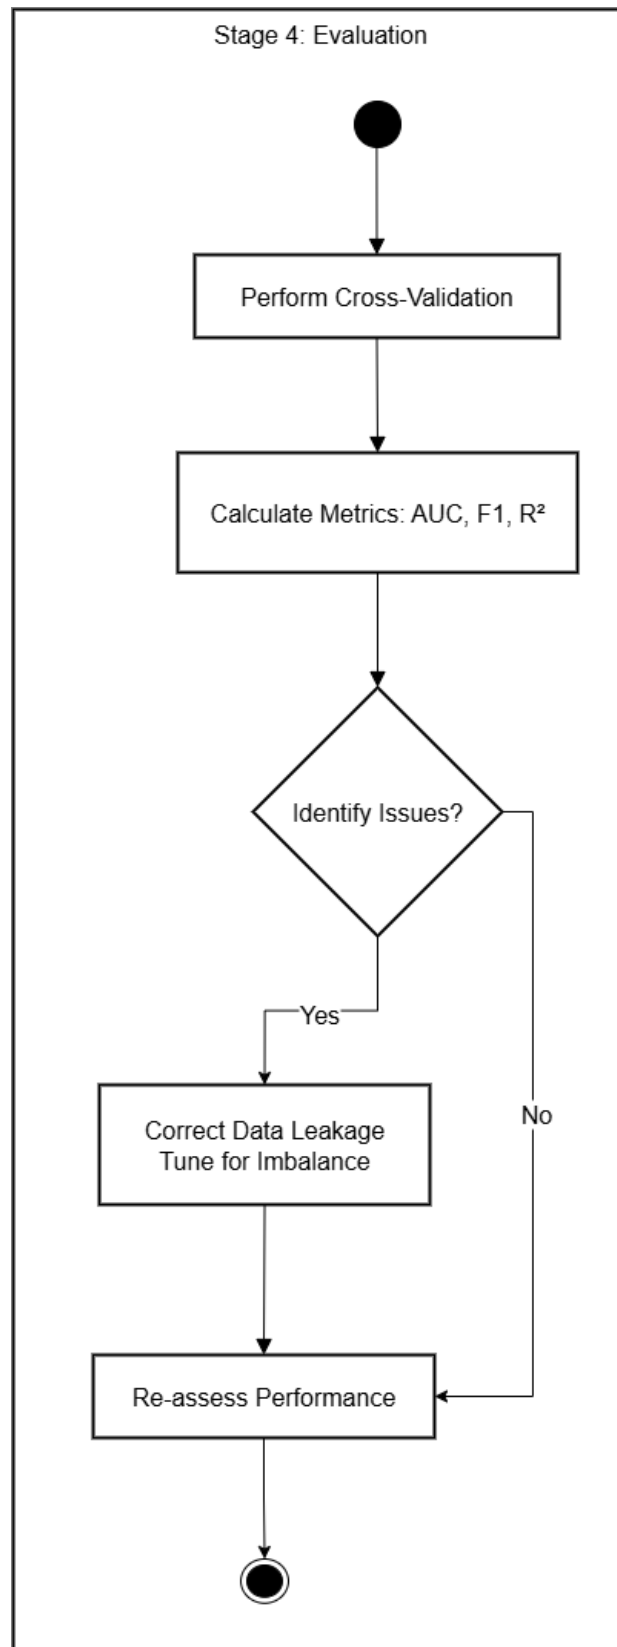 Stage 4: Evaluation
Perform Cross-Validation
Calculate Metrics: AUC, F1, R²
Identify Issues?
Yes
No
Correct Data Leakage
Tune for Imbalance
Re-assess Performance